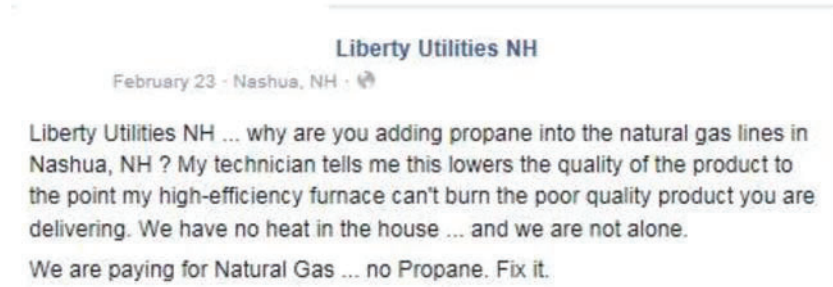 Liberty Utilities NH
February 23 · Nashua, NH ·
Liberty Utilities NH ... why are you adding propane into the natural gas lines in
Nashua, NH ? My technician tells me this lowers the quality of the product to
the point my high-efficiency furnace can't burn the poor quality product you are
delivering. We have no heat in the house ... and we are not alone.
We are paying for Natural Gas ... no Propane. Fix it.